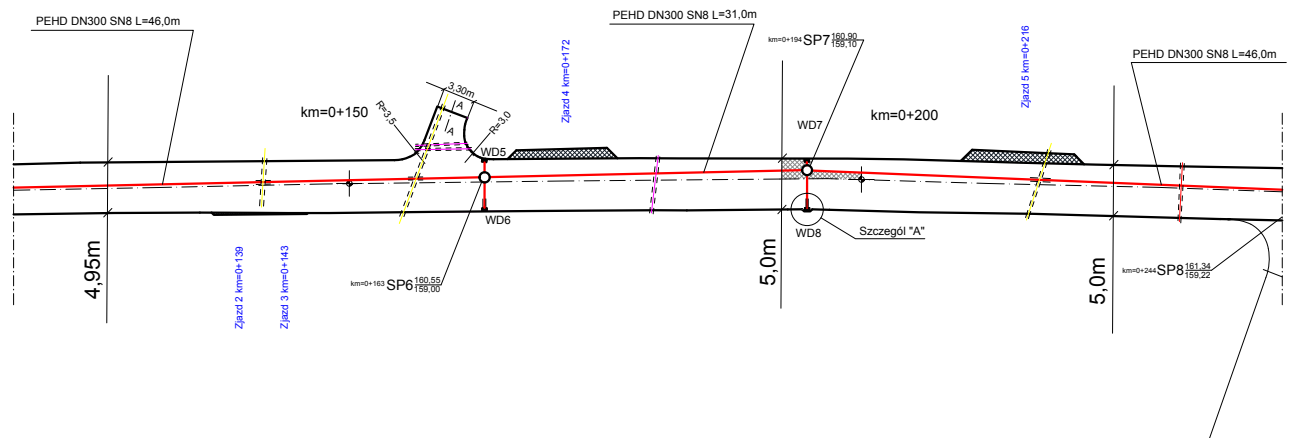 PEHD DN300 SN8 L=46,0m
PEHD DN300 SN8 L=31,0m
km=0+194 SP7 160,90
159,10
PEHD DN300 SN8 L=46,0m
Zjazd 4 km=0+172
Zjazd 5 km=0+216
3,30m
A
A
R=3,5
R=3,0
km=0+150
km=0+200
WD5
WD7
WD6
WD8
Szczegól "A"
4,95m
5,0m
5,0m
Zjazd 2 km=0+139
Zjazd 3 km=0+143
km=0+163 SP6 160,55
159,00
km=0+244 SP8 161,34
159,22